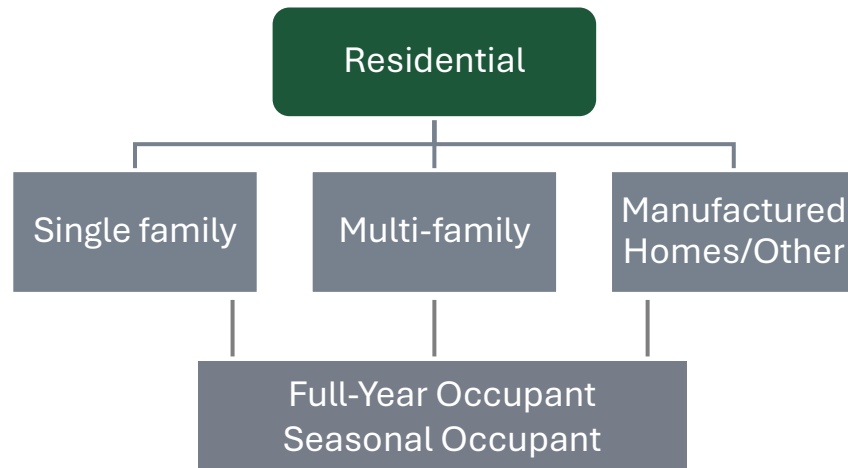 Residential
Single family
Multi-family
Manufactured
Homes/Other
Full-Year Occupant
Seasonal Occupant